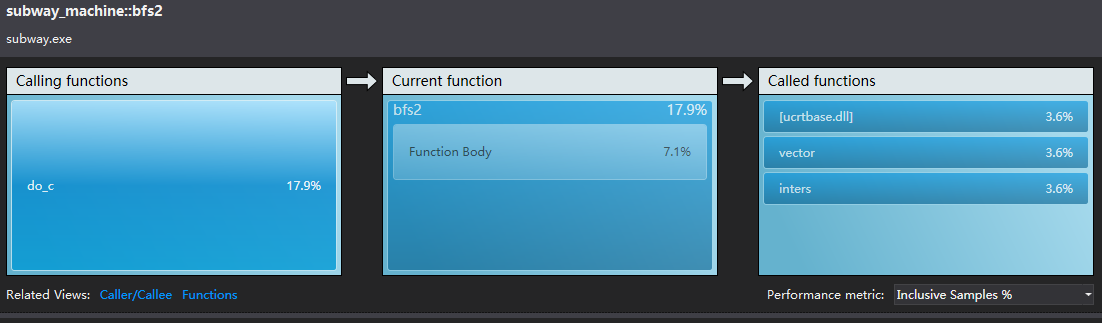 subway_machine::bfs2
subway.exe
Calling functions
Current function
Called functions
do_c 17.9%
bfs2 17.9%
Function Body 7.1%
[ucrtbase.dll] 3.6%
vector 3.6%
inters 3.6%
Related Views: Caller/Callee Functions
Performance metric: Inclusive Samples %